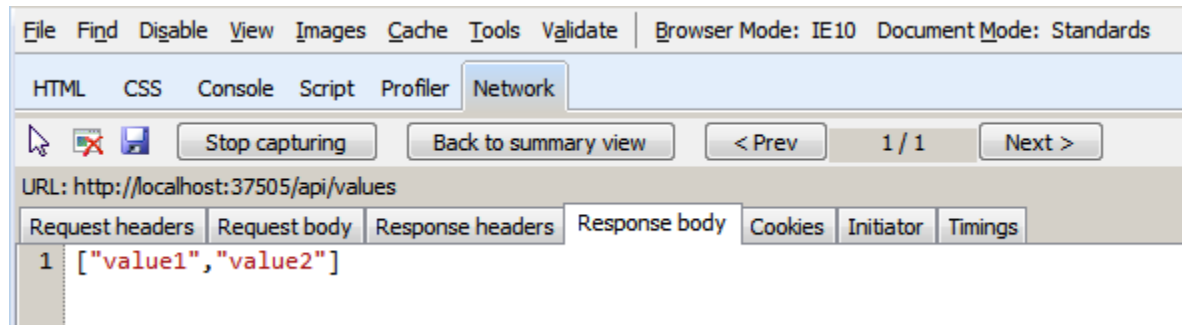 File Find Disable View Images Cache Tools Validate Browser Mode: IE10 Document Mode: Standards
HTML CSS Console Script Profiler Network
Stop capturing Back to summary view < Prev 1 / 1 Next >
URL: http://localhost:37505/api/values
Request headers Request body Response headers Response body Cookies Initiator Timings
1 ["value1","value2"]